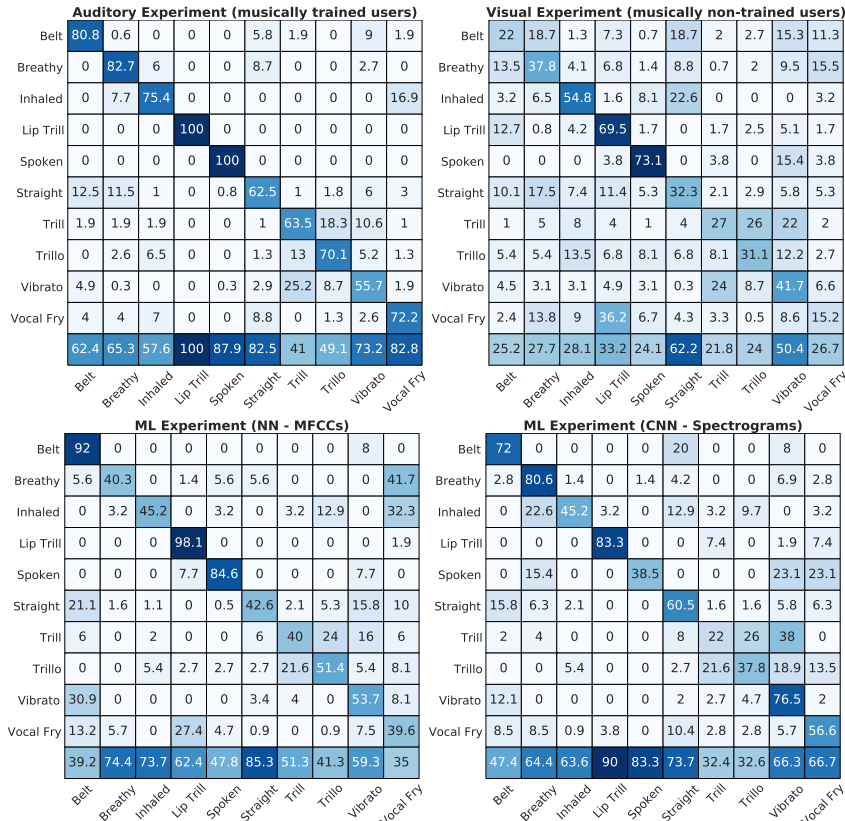 Auditory Experiment (musically trained users)
Belt 80.8 0.6 0 0 0 5.8 1.9 0 9 1.9
Breathy 0 82.7 6 0 0 8.7 0 0 2.7 0
Inhaled 0 7.7 75.4 0 0 0 0 0 0 16.9
Lip Trill 0 0 0 100 0 0 0 0 0 0
Spoken 0 0 0 0 100 0 0 0 0 0
Straight 12.5 11.5 1 0 0.8 62.5 1 1.8 6 3
Trill 1.9 1.9 1.9 0 0 1 63.5 18.3 10.6 1
Trillo 0 2.6 6.5 0 0 1.3 13 70.1 5.2 1.3
Vibrato 4.9 0.3 0 0 0.3 2.9 25.2 8.7 55.7 1.9
Vocal Fry 4 4 7 0 0 8.8 0 1.3 2.6 72.2
62.4 65.3 57.6 100 87.9 82.5 41 49.1 73.2 82.8
Belt Breathy Inhaled Lip Trill Spoken Straight Trill Trillo Vibrato Vocal Fry
Visual Experiment (musically non-trained users)
Belt 22 18.7 1.3 7.3 0.7 18.7 2 2.7 15.3 11.3
Breathy 13.5 37.8 4.1 6.8 1.4 8.8 0.7 2 9.5 15.5
Inhaled 3.2 6.5 54.8 1.6 8.1 22.6 0 0 0 3.2
Lip Trill 12.7 0.8 4.2 69.5 1.7 0 1.7 2.5 5.1 1.7
Spoken 0 0 0 3.8 73.1 0 3.8 0 15.4 3.8
Straight 10.1 17.5 7.4 11.4 5.3 32.3 2.1 2.9 5.8 5.3
Trill 1 5 8 4 1 4 27 26 22 2
Trillo 5.4 5.4 13.5 6.8 8.1 6.8 8.1 31.1 12.2 2.7
Vibrato 4.5 3.1 3.1 4.9 3.1 0.3 24 8.7 41.7 6.6
Vocal Fry 2.4 13.8 9 36.2 6.7 4.3 3.3 0.5 8.6 15.2
25.2 27.7 28.1 33.2 24.1 62.2 21.8 24 50.4 26.7
Belt Breathy Inhaled Lip Trill Spoken Straight Trill Trillo Vibrato Vocal Fry
ML Experiment (NN - MFCCs)
Belt 92 0 0 0 0 0 0 0 8 0
Breathy 5.6 40.3 0 1.4 5.6 5.6 0 0 0 41.7
Inhaled 0 3.2 45.2 0 3.2 0 3.2 12.9 0 32.3
Lip Trill 0 0 0 98.1 0 0 0 0 0 1.9
Spoken 0 0 0 7.7 84.6 0 0 0 7.7 0
Straight 21.1 1.6 1.1 0 0.5 42.6 2.1 5.3 15.8 10
Trill 6 0 2 0 0 6 40 24 16 6
Trillo 0 0 5.4 2.7 2.7 2.7 21.6 51.4 5.4 8.1
Vibrato 30.9 0 0 0 0 3.4 4 0 53.7 8.1
Vocal Fry 13.2 5.7 0 27.4 4.7 0.9 0 0.9 7.5 39.6
39.2 74.4 73.7 62.4 47.8 85.3 51.3 41.3 59.3 35
Belt Breathy Inhaled Lip Trill Spoken Straight Trill Trillo Vibrato Vocal Fry
ML Experiment (CNN - Spectrograms)
Belt 72 0 0 0 0 20 0 0 8 0
Breathy 2.8 80.6 1.4 0 1.4 4.2 0 0 6.9 2.8
Inhaled 0 22.6 45.2 3.2 0 12.9 3.2 9.7 0 3.2
Lip Trill 0 0 0 83.3 0 0 7.4 0 1.9 7.4
Spoken 0 15.4 0 0 38.5 0 0 0 23.1 23.1
Straight 15.8 6.3 2.1 0 0 60.5 1.6 1.6 5.8 6.3
Trill 2 4 0 0 0 8 22 26 38 0
Trillo 0 0 5.4 0 0 2.7 21.6 37.8 18.9 13.5
Vibrato 12.1 0 0 0 0 2 2.7 4.7 76.5 2
Vocal Fry 8.5 8.5 0.9 3.8 0 10.4 2.8 2.8 5.7 56.6
47.4 64.4 63.6 90 83.3 73.7 32.4 32.6 66.3 66.7
Belt Breathy Inhaled Lip Trill Spoken Straight Trill Trillo Vibrato Vocal Fry